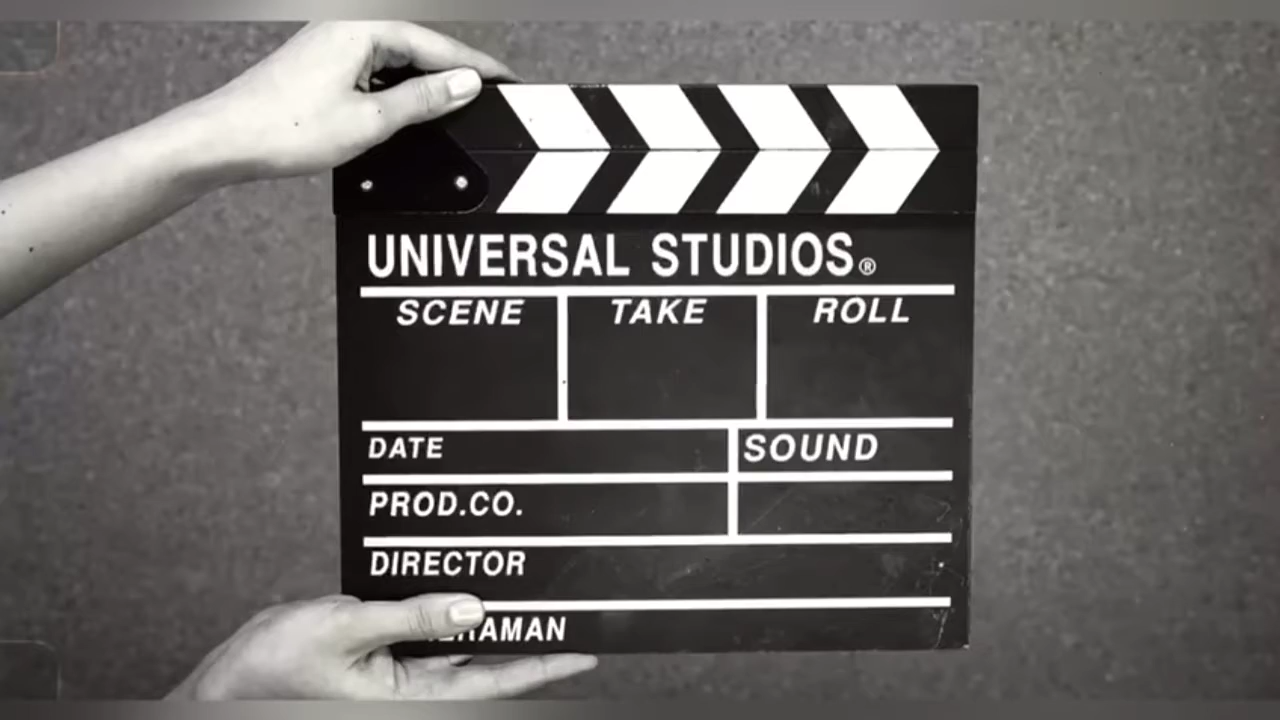 UNIVERSAL STUDIOS®
SCENE TAKE ROLL
DATE SOUND
PROD.CO.
DIRECTOR